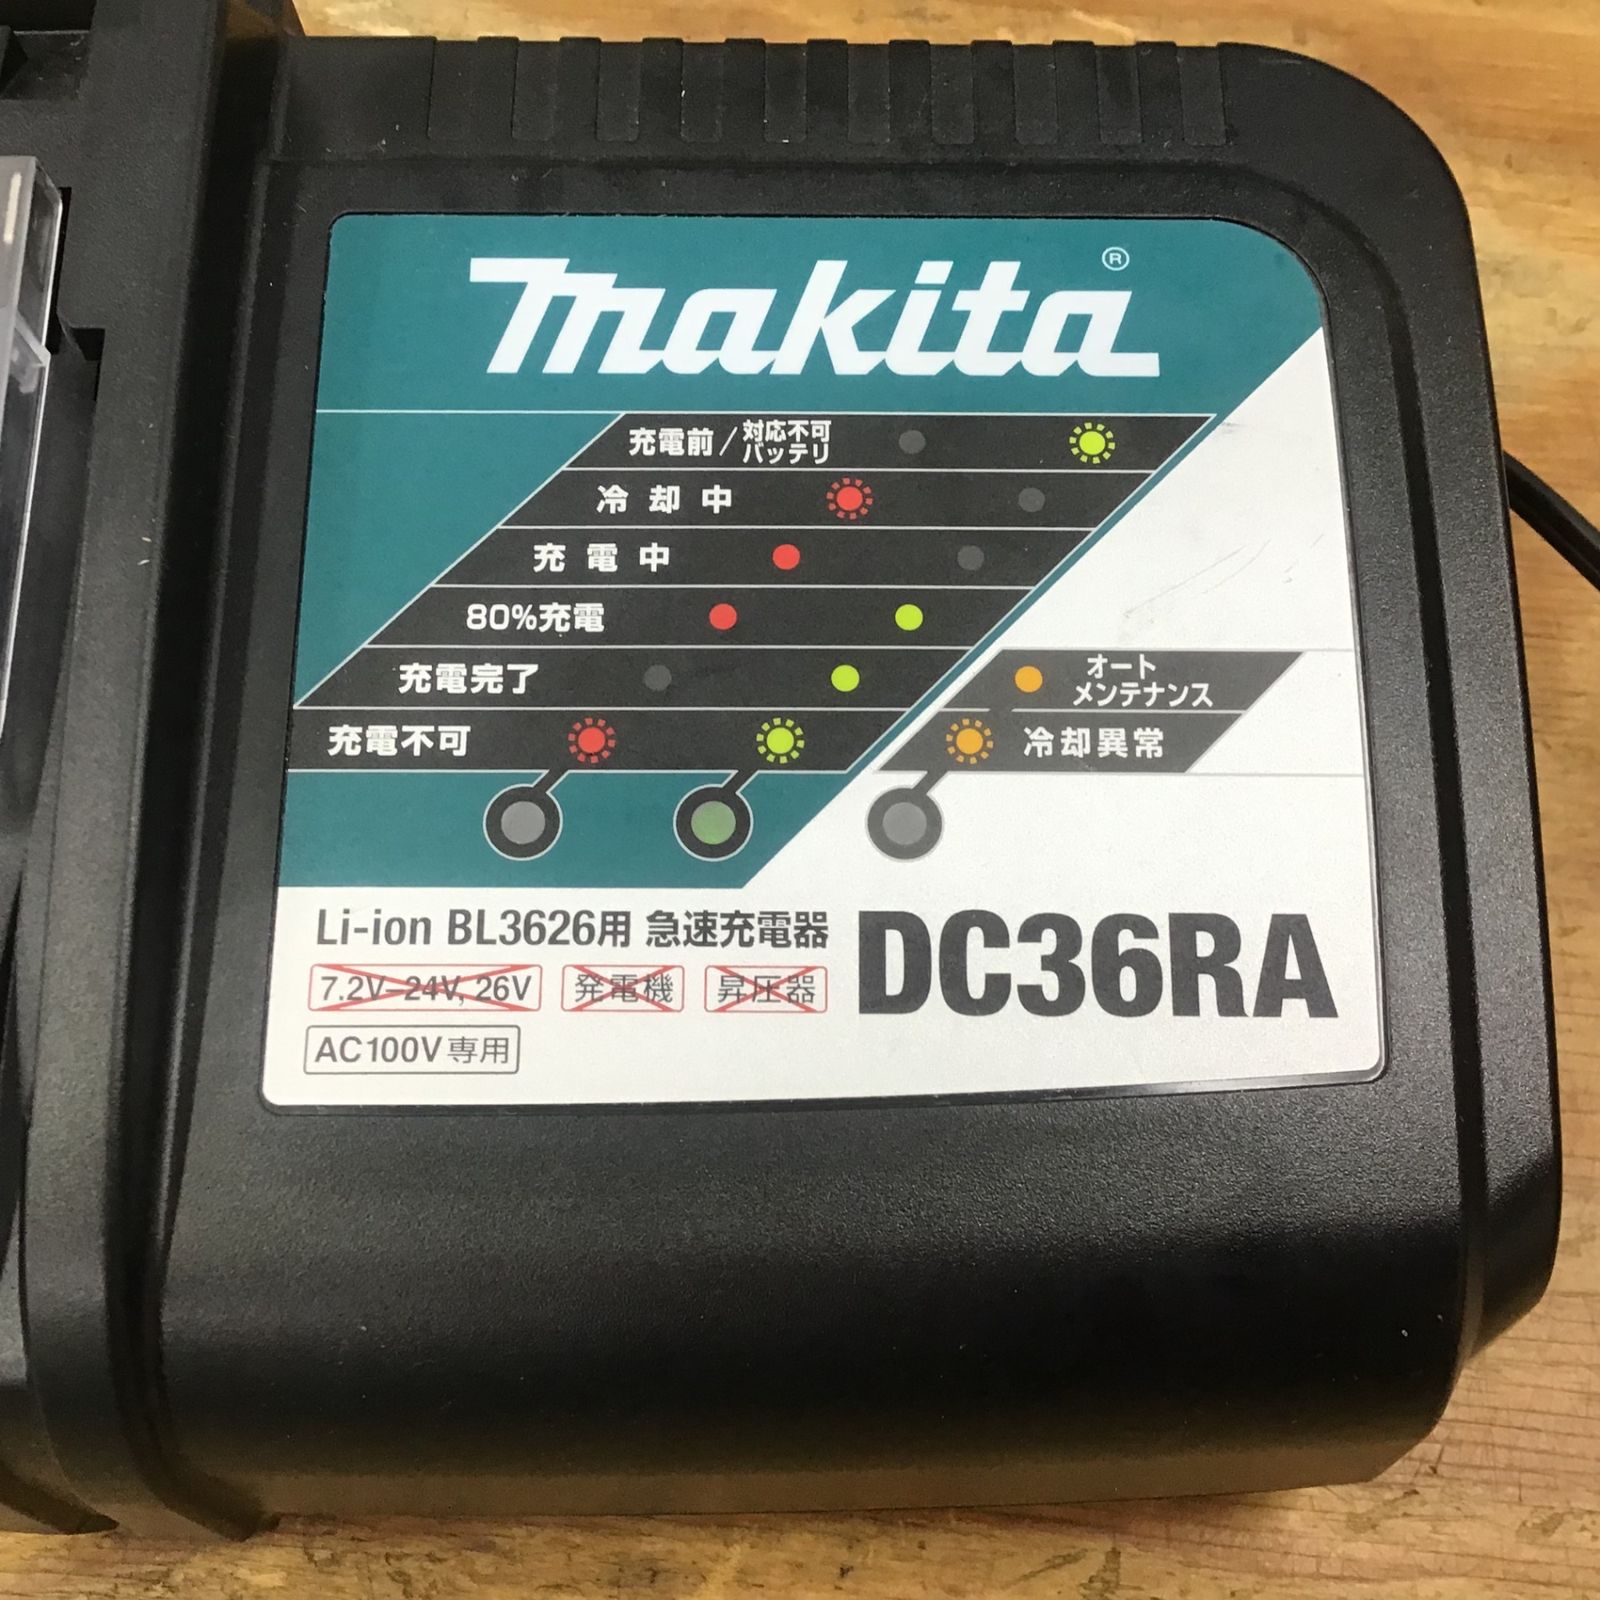 makita®
充電前/対応不可
バッテリ
冷却中
充電中
80%充電
充電完了
オート
メンテナンス
充電不可
冷却異常
Li-ion BL3626用 急速充電器
DC36RA
7.2V–24V, 26V 発電機 昇圧器
AC100V専用